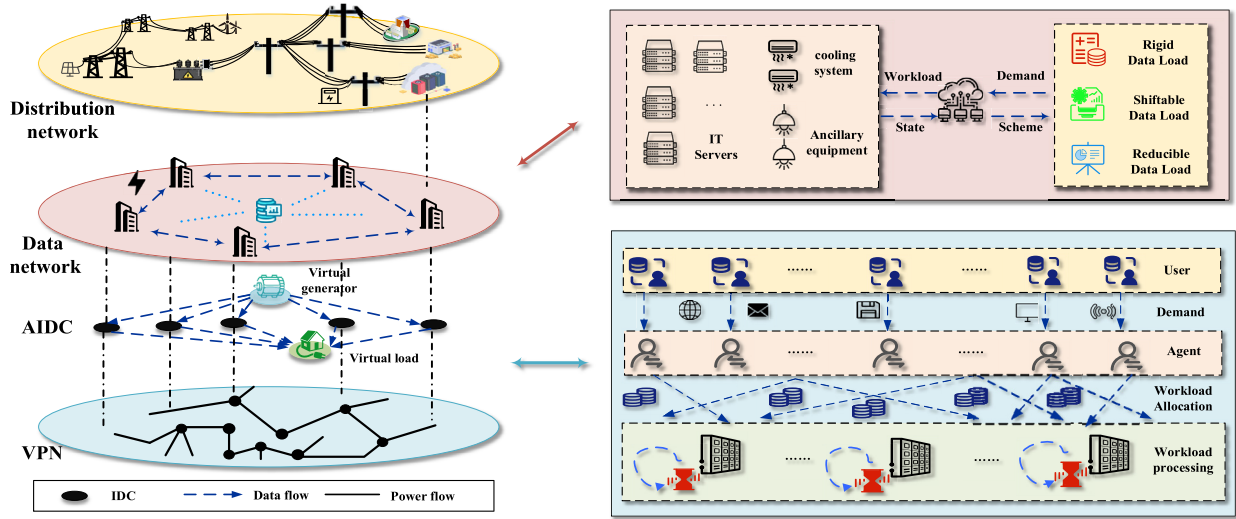 Distribution
network
Data
network
Virtual
generator
AIDC
Virtual load
VPN
IDC
Data flow
Power flow
cooling
system
IT
Servers
Ancillary
equipment
Workload
State
Demand
Scheme
Rigid
Data Load
Shiftable
Data Load
Reducible
Data Load
User
Demand
Agent
Workload
Allocation
Workload
processing